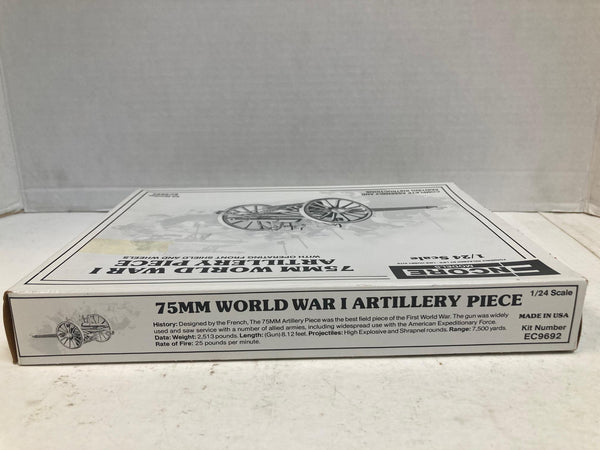 75MM WORLD WAR I ARTILLERY PIECE
1/24 Scale
History: Designed by the French, The 75MM Artillery Piece was the best field piece of the First World War. The gun was widely
used and saw service with a number of allied armies, including widespread use with the American Expeditionary Force.
Date: Weight: 2,513 pounds. Length: (Gun) 8.12 feet. Projectiles: High Explosive and Shrapnel rounds. Range: 7,500 yards.
Rate of Fire: 25 pounds per minute.
MADE IN USA
Kit Number
EC9692
ENCORE
MODELS
1/24 Scale
75MM WORLD WAR I
ARTILLERY PIECE
WITH OPERATING FRONT SHIELD AND WHEELS